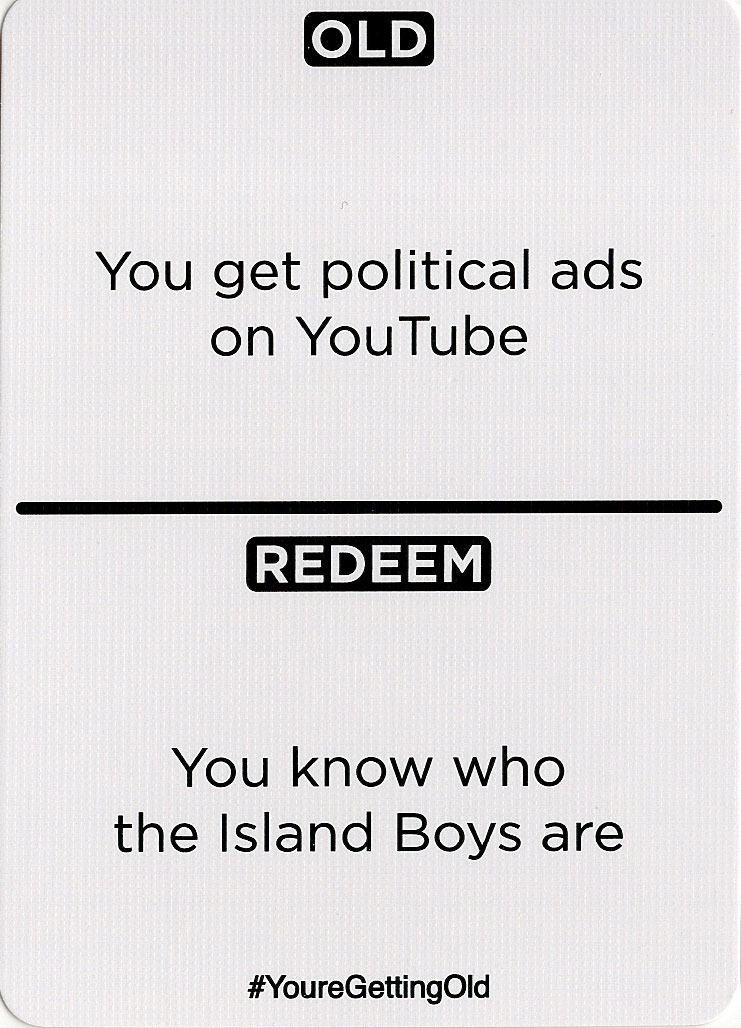 OLD
You get political ads
on YouTube
REDEEM
You know who
the Island Boys are
#YoureGettingOld